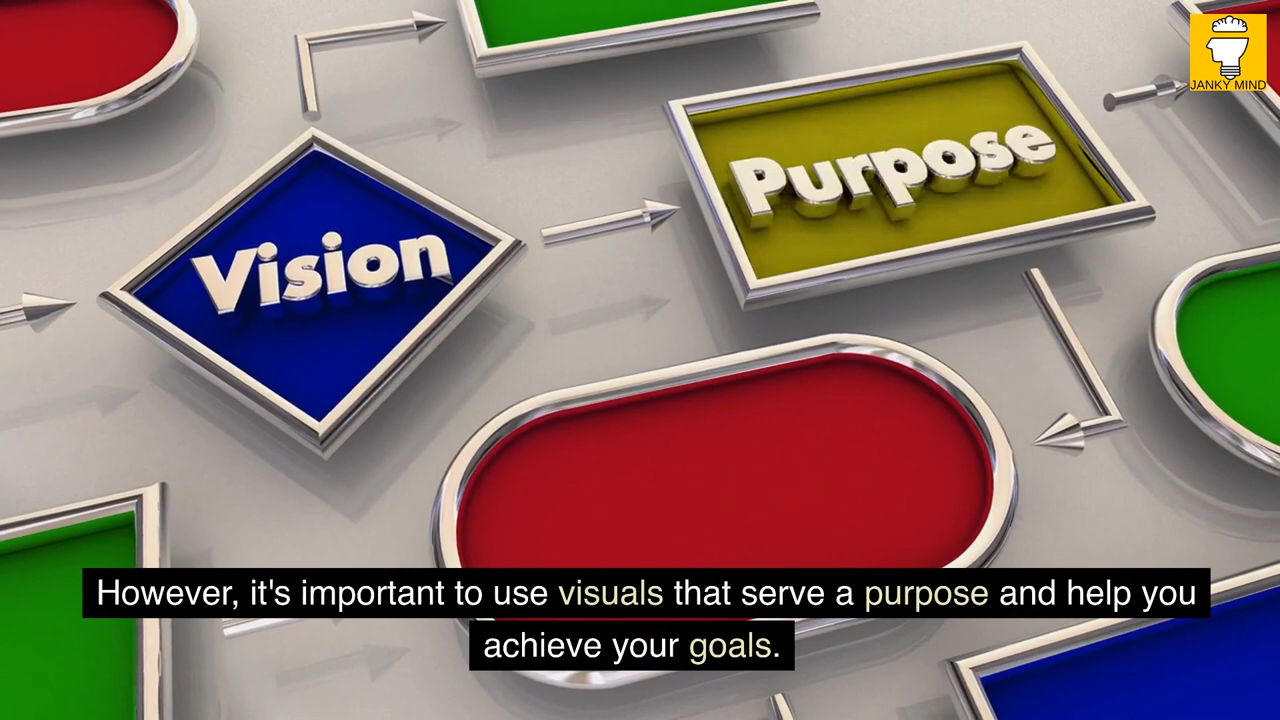 JANKY MIND
Purpose
Vision
However, it's important to use visuals that serve a purpose and help you
achieve your goals.